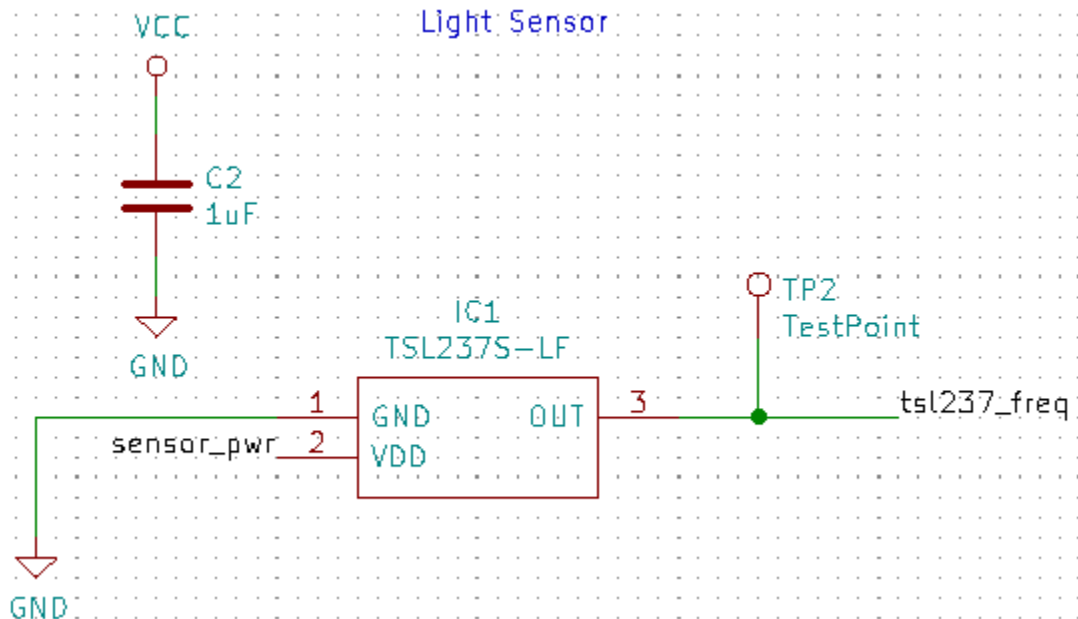 Light Sensor
VCC
C2
1uF
GND
TP2
TestPoint
IC1
TSL237S-LF
1
GND
OUT
3
tsl237_freq
sensor_pwr
2
VDD
GND